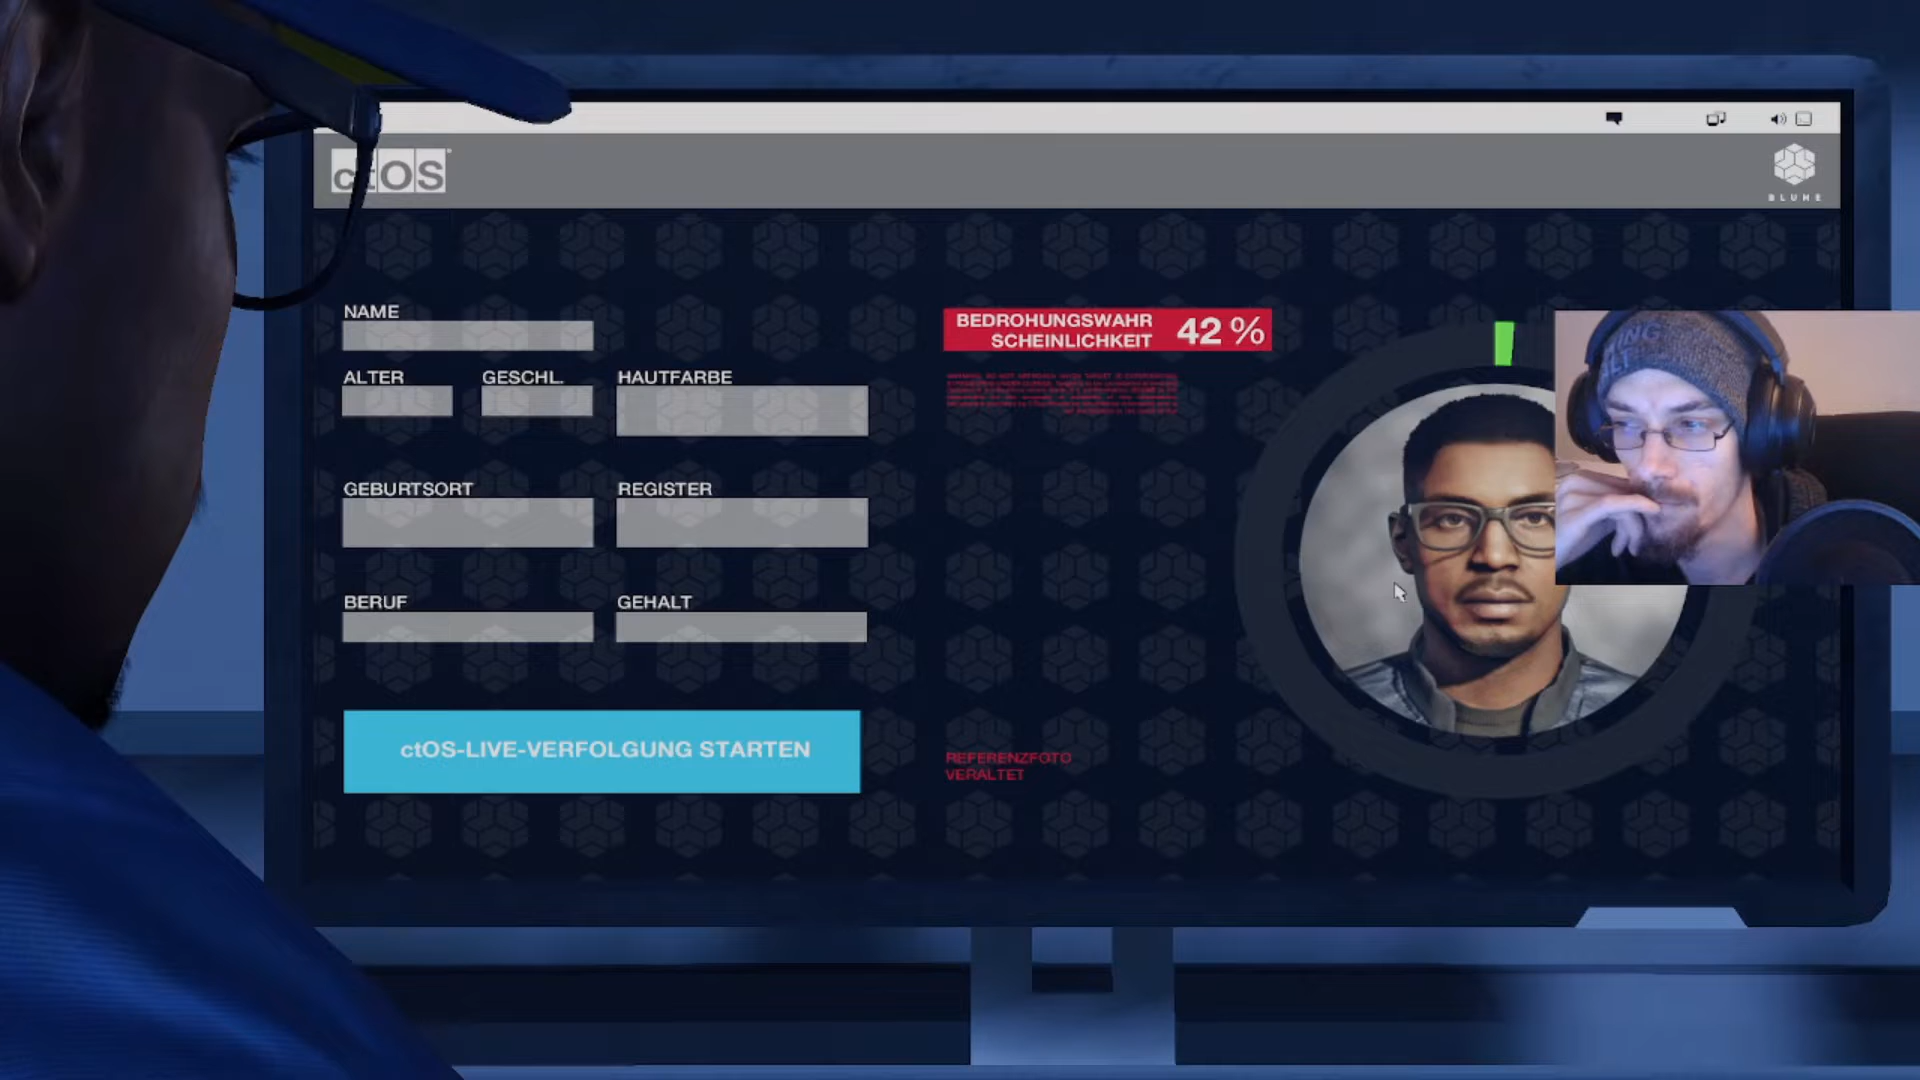 ctOS
BLUME
NAME
ALTER GESCHL. HAUTFARBE
GEBURTSORT REGISTER
BERUF GEHALT
ctOS-LIVE-VERFOLGUNG STARTEN
BEDROHUNGSWAHR
SCHEINLICHKEIT 42 %
REFERENZFOTO
VERALTET